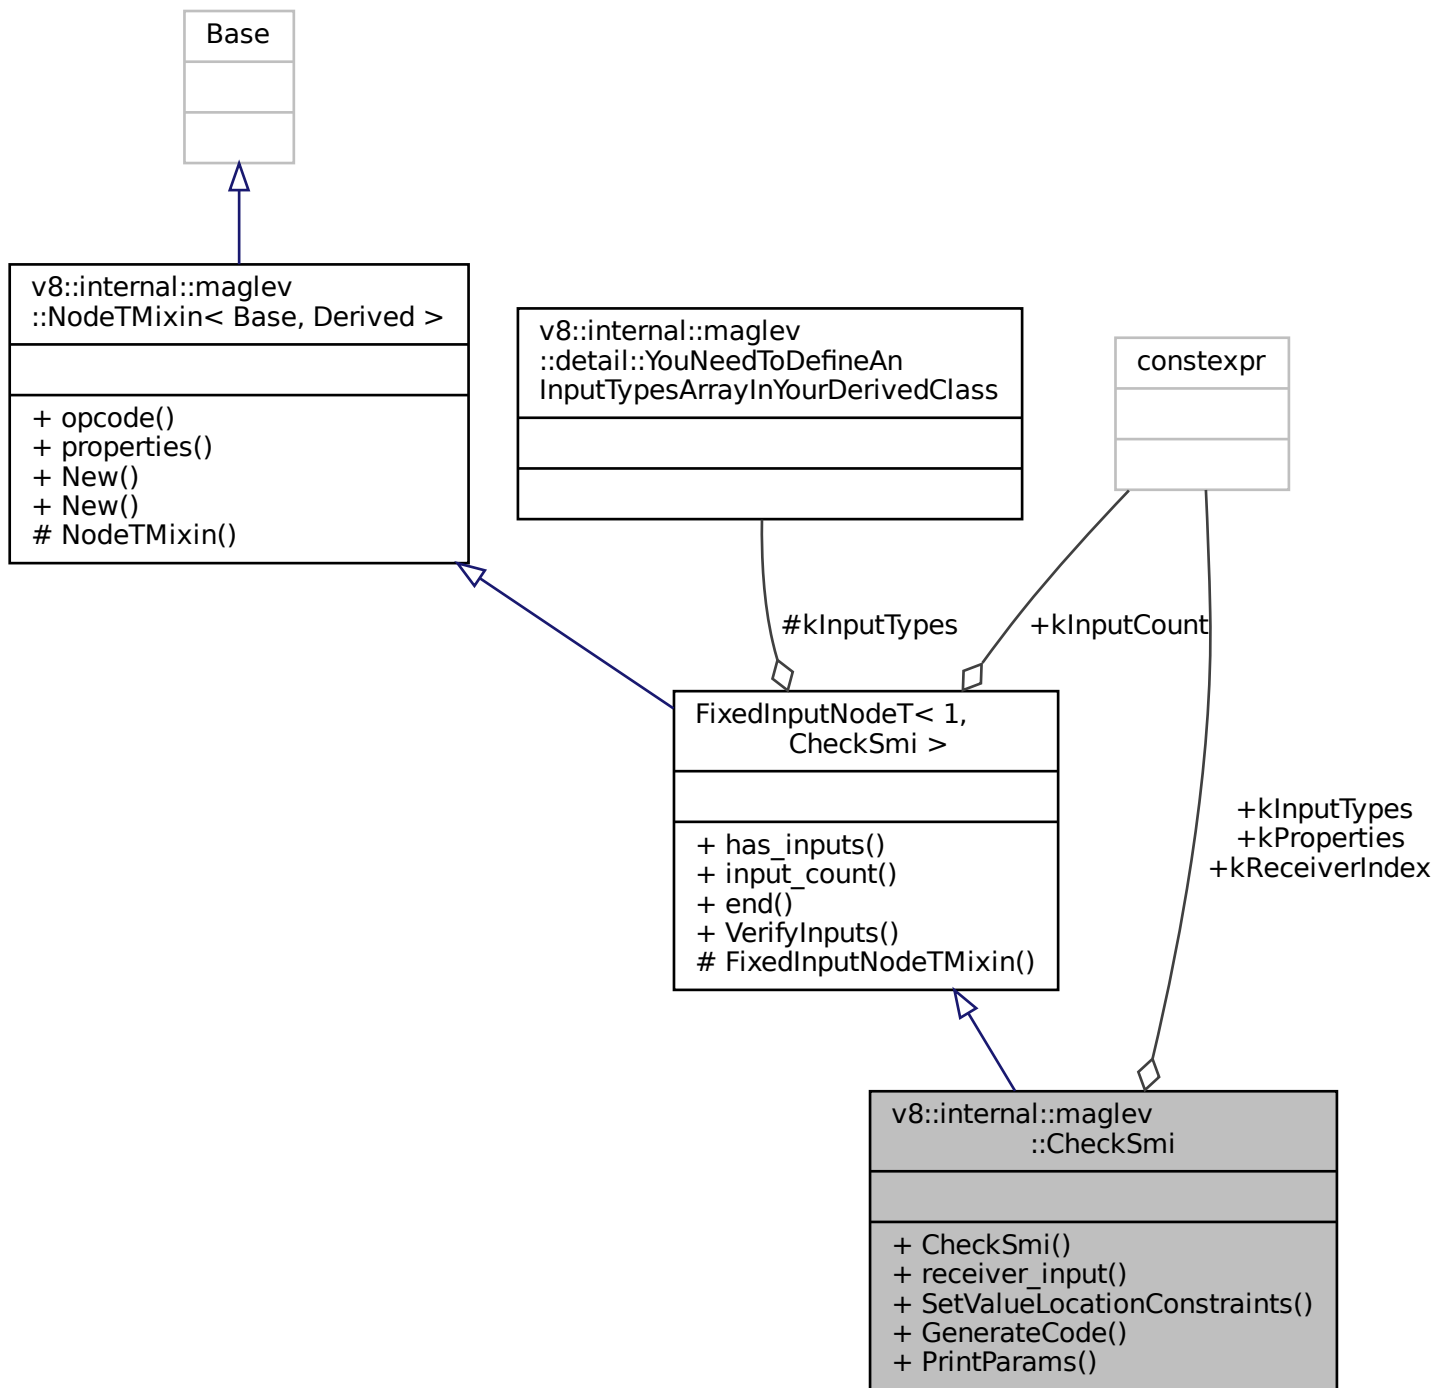 Base
v8::internal::maglev
::NodeTMixin< Base, Derived >
+ opcode()
+ properties()
+ New()
+ New()
# NodeTMixin()
v8::internal::maglev
::detail::YouNeedToDefineAn
InputTypesArrayInYourDerivedClass
constexpr
#kInputTypes
+kInputCount
FixedInputNodeT< 1,
CheckSmi >
+ has_inputs()
+ input_count()
+ end()
+ VerifyInputs()
# FixedInputNodeTMixin()
+kInputTypes
+kProperties
+kReceiverIndex
v8::internal::maglev
::CheckSmi
+ CheckSmi()
+ receiver_input()
+ SetValueLocationConstraints()
+ GenerateCode()
+ PrintParams()